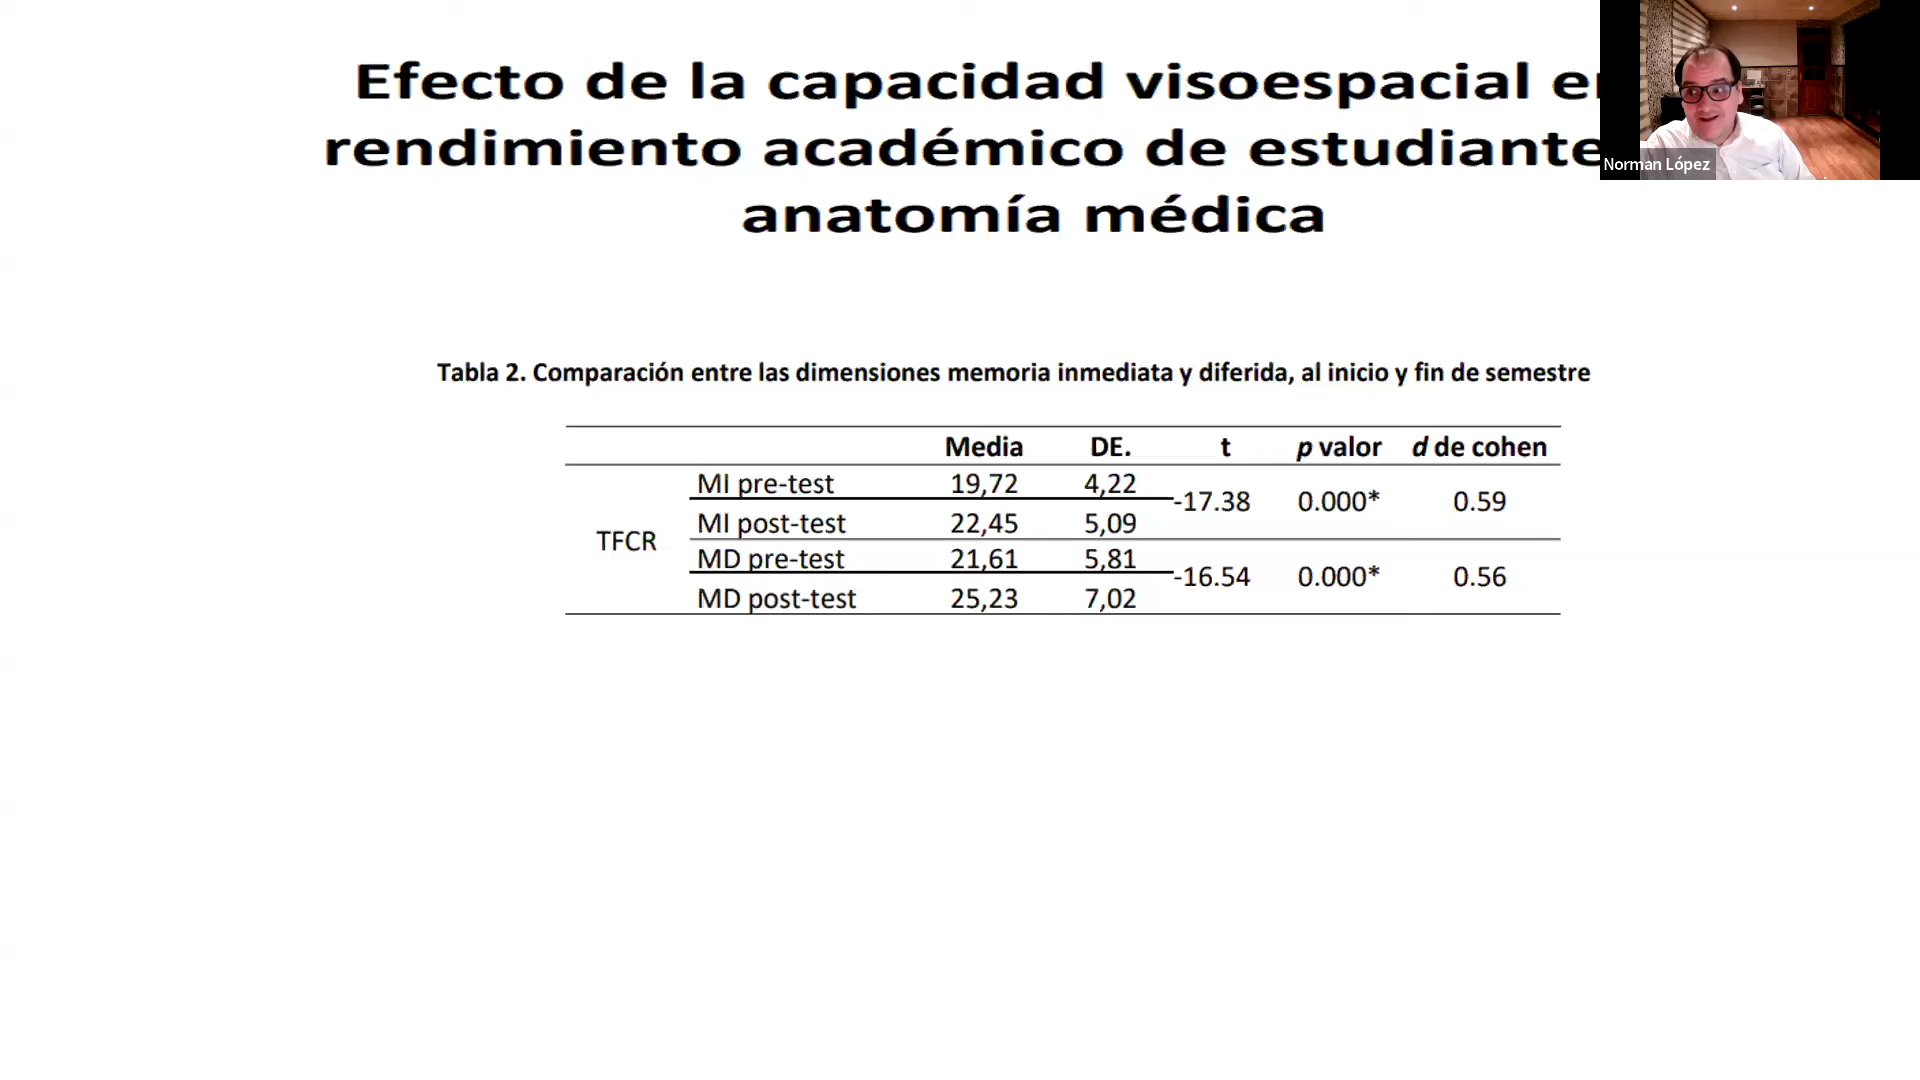 Efecto de la capacidad visoespacial
rendimiento académico de
anatomía médica
Norman López
Tabla 2. Comparación entre las dimensiones memoria inmediata y diferida, al inicio y fin de semestre
Media DE. t p valor d de cohen
MI pre-test 19,72 4,22
-17.38 0.000* 0.59
MI post-test 22,45 5,09
TFCR
MD pre-test 21,61 5,81
-16.54 0.000* 0.56
MD post-test 25,23 7,02